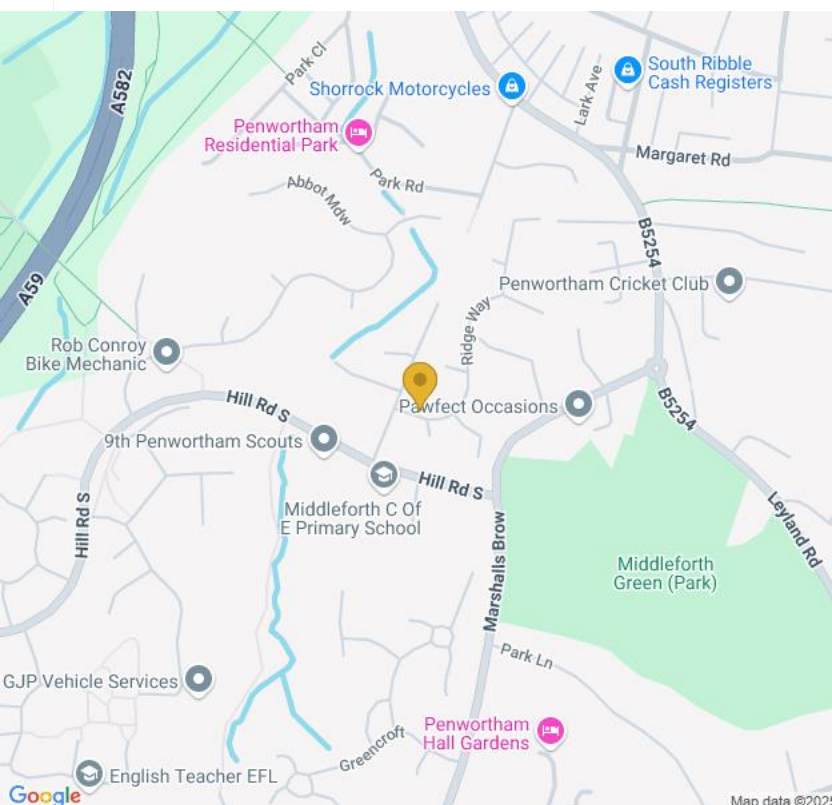 A582
Park Cl
Shorrock Motorcycles
Lark Ave
South Ribble
Cash Registers
Penwortham
Residential Park
Margaret Rd
Park Rd
Abbot Mdw
B5254
A59
Penwortham Cricket Club
Ridge Way
Rob Conroy
Bike Mechanic
Hill Rd S
Pawfect Occasions
B5254
9th Penwortham Scouts
Hill Rd S
Hill Rd S
Middleforth C Of
E Primary School
Leyland Rd
Marshalls Brow
Middleforth
Green (Park)
Park Ln
GJP Vehicle Services
Penwortham
Hall Gardens
Greencroft
English Teacher EFL
Google
Map data ©2025